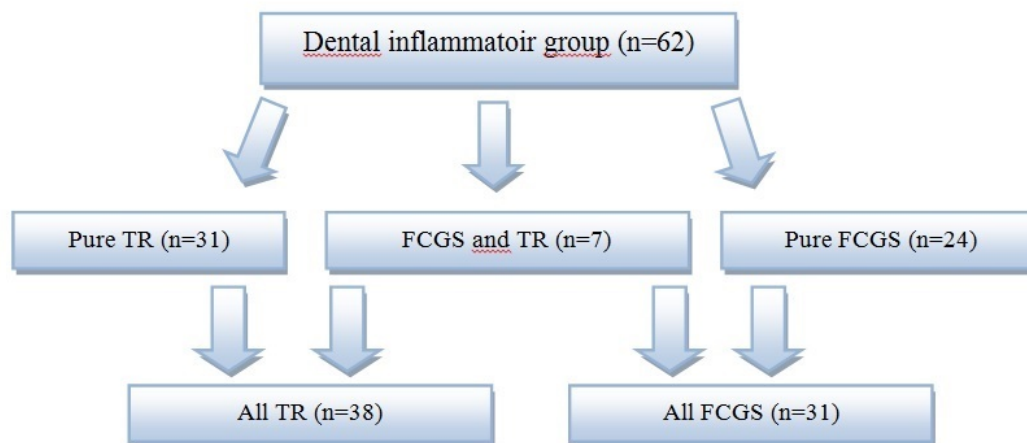 Dental inflammatoir group (n=62)
Pure TR (n=31)
FCGS and TR (n=7)
Pure FCGS (n=24)
All TR (n=38)
All FCGS (n=31)